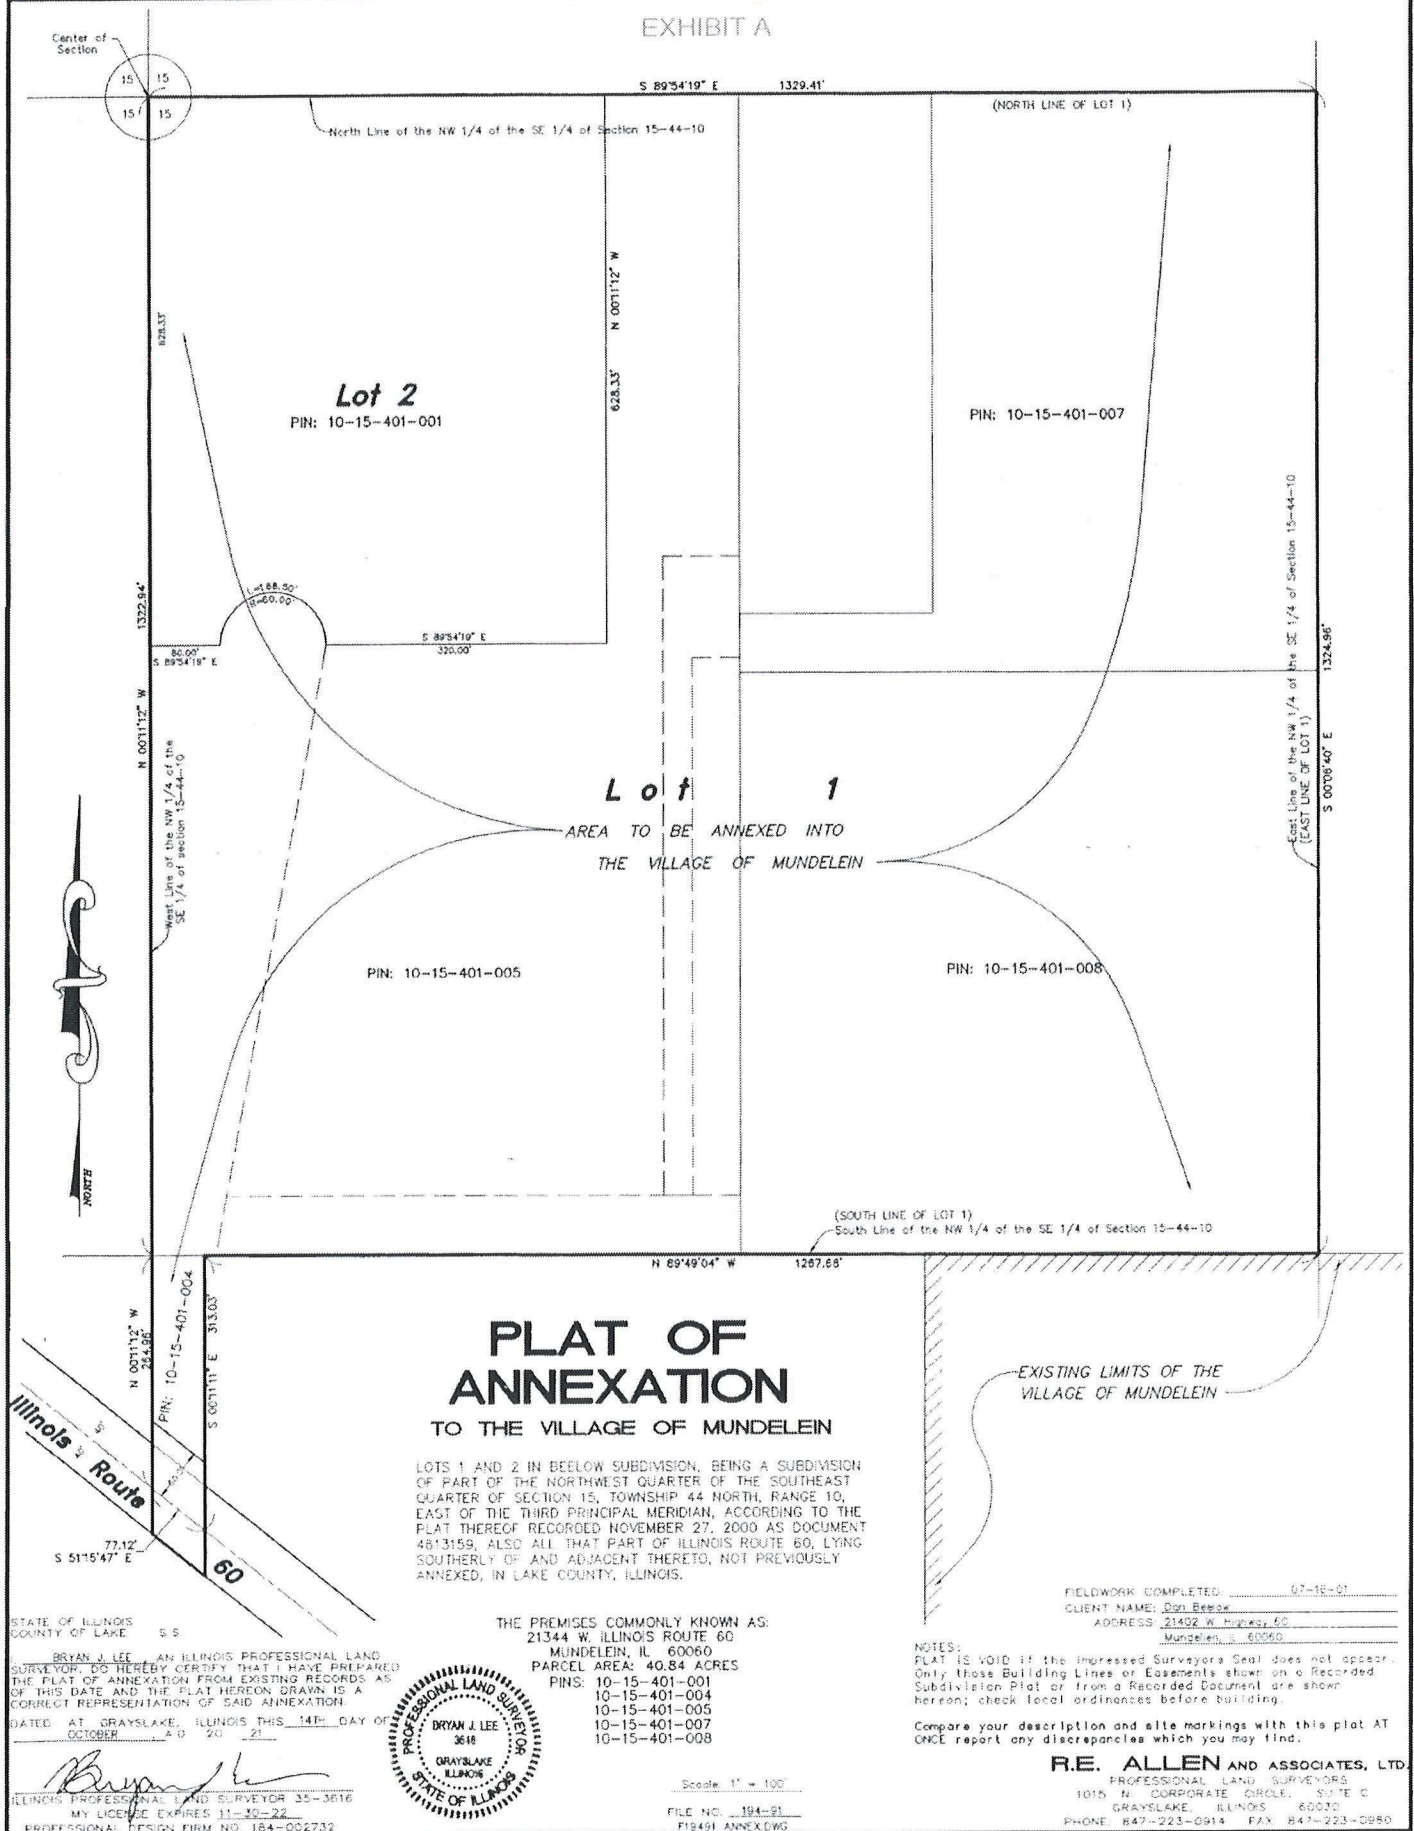 EXHIBIT A
Center of
Section
15 15
15 15
S 89°54'19" E 1329.41'
(NORTH LINE OF LOT 1)
North Line of the NW 1/4 of the SE 1/4 of Section 15-44-10
628.33'
N 00°11'12" W
628.33'
Lot 2
PIN: 10-15-401-001
PIN: 10-15-401-007
L=188.50'
R=60.00'
80.00'
S 89°54'19" E
S 89°54'19" E
320.00'
1322.94'
N 00°11'12" W
West Line of the NW 1/4 of the
SE 1/4 of section 15-44-10
East Line of the NW 1/4 of the SE 1/4 of Section 15-44-10
(EAST LINE OF LOT 1)
1324.96'
S 00°06'40" E
Lot 1
AREA TO BE ANNEXED INTO
THE VILLAGE OF MUNDELEIN
PIN: 10-15-401-005
PIN: 10-15-401-008
NORTH
(SOUTH LINE OF LOT 1)
South Line of the NW 1/4 of the SE 1/4 of Section 15-44-10
N 89°49'04" W 1267.66'
N 00°11'12" W
264.96'
PIN: 10-15-401-004
S 00°11'11" E 313.03'
Illinois Route 60
77.12'
S 51°15'47" E
PLAT OF
ANNEXATION
TO THE VILLAGE OF MUNDELEIN
EXISTING LIMITS OF THE
VILLAGE OF MUNDELEIN
LOTS 1 AND 2 IN BEELOW SUBDIVISION, BEING A SUBDIVISION
OF PART OF THE NORTHWEST QUARTER OF THE SOUTHEAST
QUARTER OF SECTION 15, TOWNSHIP 44 NORTH, RANGE 10,
EAST OF THE THIRD PRINCIPAL MERIDIAN, ACCORDING TO THE
PLAT THEREOF RECORDED NOVEMBER 27, 2000 AS DOCUMENT
4613159, ALSO ALL THAT PART OF ILLINOIS ROUTE 60, LYING
SOUTHERLY OF AND ADJACENT THERETO, NOT PREVIOUSLY
ANNEXED, IN LAKE COUNTY, ILLINOIS.
THE PREMISES COMMONLY KNOWN AS:
21344 W. ILLINOIS ROUTE 60
MUNDELEIN, IL 60060
PARCEL AREA: 40.84 ACRES
PINS: 10-15-401-001
10-15-401-004
10-15-401-005
10-15-401-007
10-15-401-008
STATE OF ILLINOIS
COUNTY OF LAKE S.S
BRYAN J. LEE, AN ILLINOIS PROFESSIONAL LAND
SURVEYOR, DO HEREBY CERTIFY THAT I HAVE PREPARED
THE PLAT OF ANNEXATION FROM EXISTING RECORDS AS
OF THIS DATE AND THE PLAT HEREON DRAWN IS A
CORRECT REPRESENTATION OF SAID ANNEXATION.
DATED AT GRAYSLAKE, ILLINOIS THIS 14TH DAY OF
OCTOBER A.D. 20 21
ILLINOIS PROFESSIONAL LAND SURVEYOR 35-3616
MY LICENSE EXPIRES 11-30-22
PROFESSIONAL DESIGN FIRM NO. 184-002732
PROFESSIONAL LAND SURVEYOR
BRYAN J. LEE
3616
GRAYSLAKE
ILLINOIS
STATE OF ILLINOIS
Scale: 1" = 100'
FILE NO. 194-91
F19491 ANNEX.DWG
FIELDWORK COMPLETED: 07-16-01
CLIENT NAME: Don Beelow
ADDRESS: 21402 W. Highway 60
Mundelien, IL 60060
NOTES:
PLAT IS VOID if the impressed Surveyors Seal does not appear.
Only those Building Lines or Easements shown on a Recorded
Subdivision Plat or from a Recorded Document are shown
hereon; check local ordinances before building.
Compare your description and site markings with this plat AT
ONCE report any discrepancies which you may find.
R.E. ALLEN AND ASSOCIATES, LTD.
PROFESSIONAL LAND SURVEYORS
1015 N. CORPORATE CIRCLE, SUITE C
GRAYSLAKE, ILLINOIS 60030
PHONE: 847-223-0914 FAX: 847-223-0980